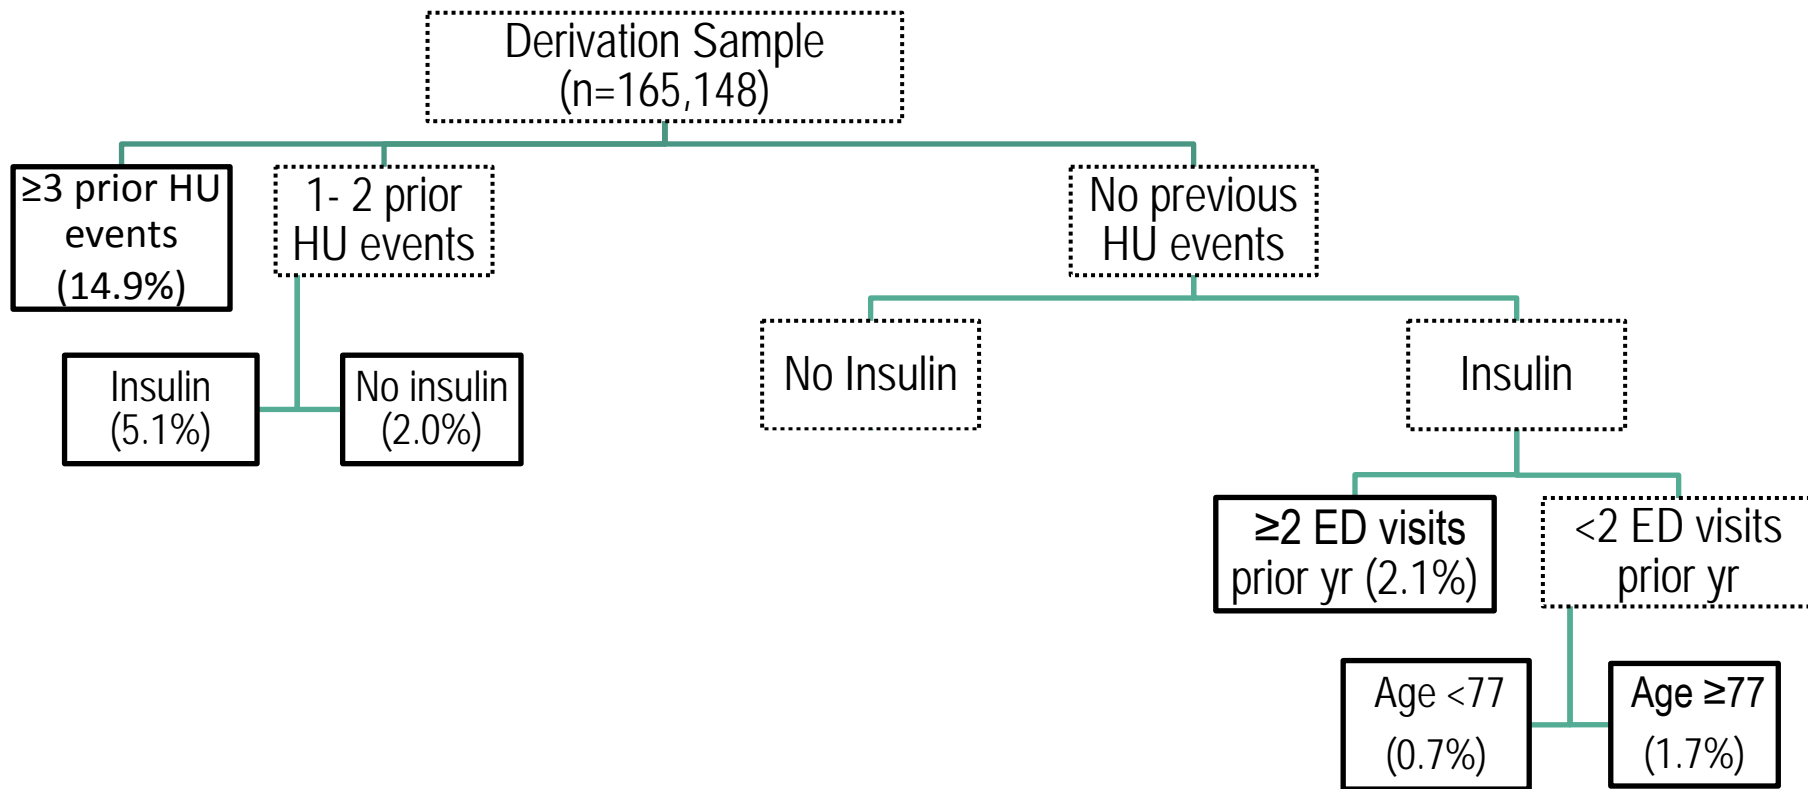 Derivation Sample
(n=165,148)
≥3 prior HU
events
(14.9%)
1- 2 prior
HU events
No previous
HU events
Insulin
(5.1%)
No insulin
(2.0%)
No Insulin
Insulin
≥2 ED visits
prior yr (2.1%)
<2 ED visits
prior yr
Age <77
(0.7%)
Age ≥77
(1.7%)